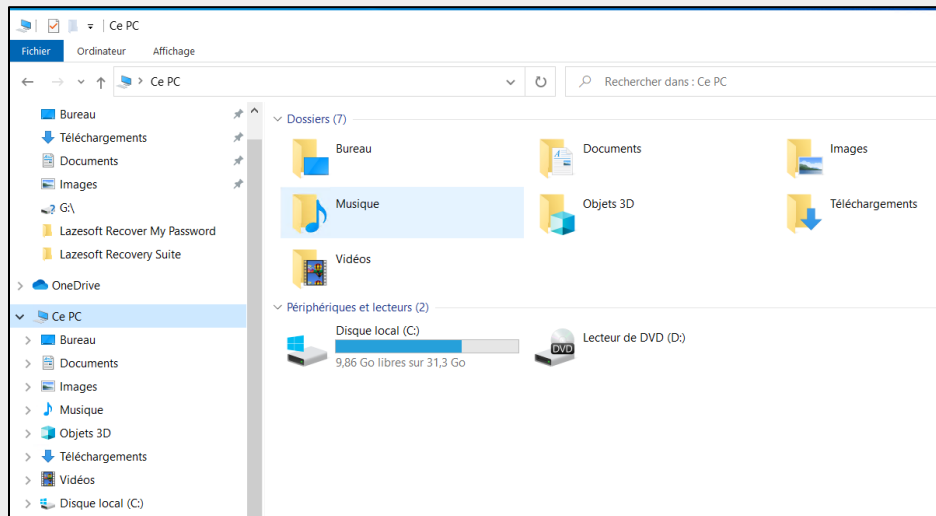 Ce PC
Fichier Ordinateur Affichage
Ce PC
Rechercher dans : Ce PC
Bureau
Téléchargements
Documents
Images
G:\
Lazesoft Recover My Password
Lazesoft Recovery Suite
OneDrive
Ce PC
Bureau
Documents
Images
Musique
Objets 3D
Téléchargements
Vidéos
Disque local (C:)
Dossiers (7)
Bureau
Documents
Images
Musique
Objets 3D
Téléchargements
Vidéos
Périphériques et lecteurs (2)
Disque local (C:)
9,86 Go libres sur 31,3 Go
DVD
Lecteur de DVD (D:)